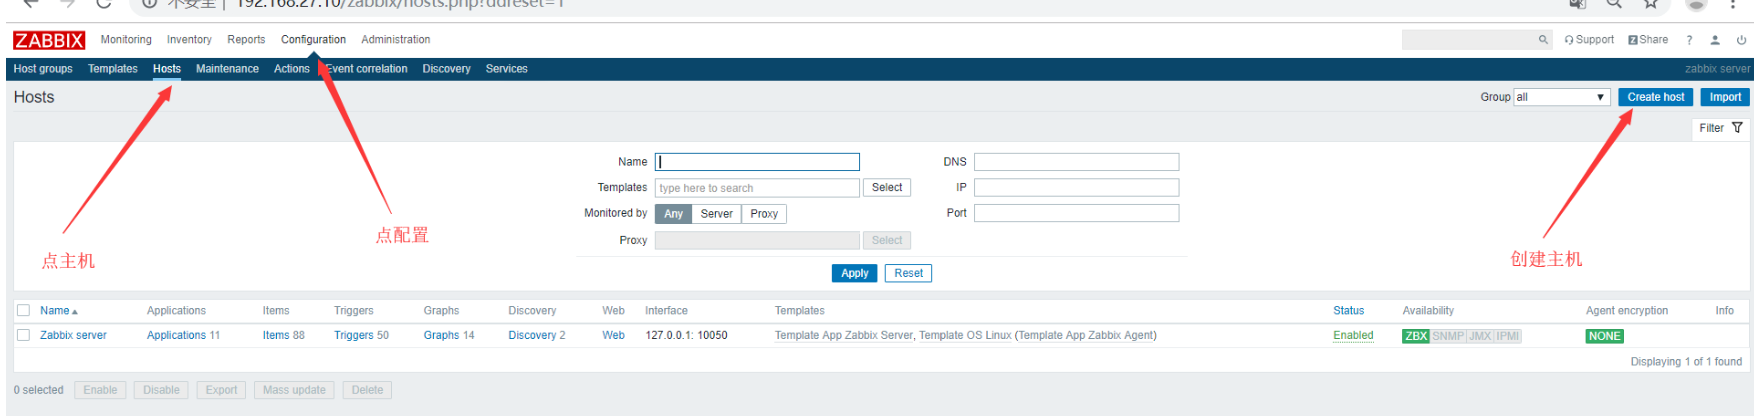 不安全 | 192.168.27.10/zabbix/hosts.php?ddreset=1
ZABBIX Monitoring Inventory Reports Configuration Administration Support Z Share ?
Host groups Templates Hosts Maintenance Actions Event correlation Discovery Services zabbix server
Hosts Group all Create host Import
Filter
Name DNS
Templates type here to search Select IP
Monitored by Any Server Proxy Port
Proxy Select
点配置
点主机
创建主机
Apply Reset
Name Applications Items Triggers Graphs Discovery Web Interface Templates Status Availability Agent encryption Info
Zabbix server Applications 11 Items 88 Triggers 50 Graphs 14 Discovery 2 Web 127.0.0.1: 10050 Template App Zabbix Server, Template OS Linux (Template App Zabbix Agent) Enabled ZBX SNMP JMX IPMI NONE
Displaying 1 of 1 found
0 selected Enable Disable Export Mass update Delete